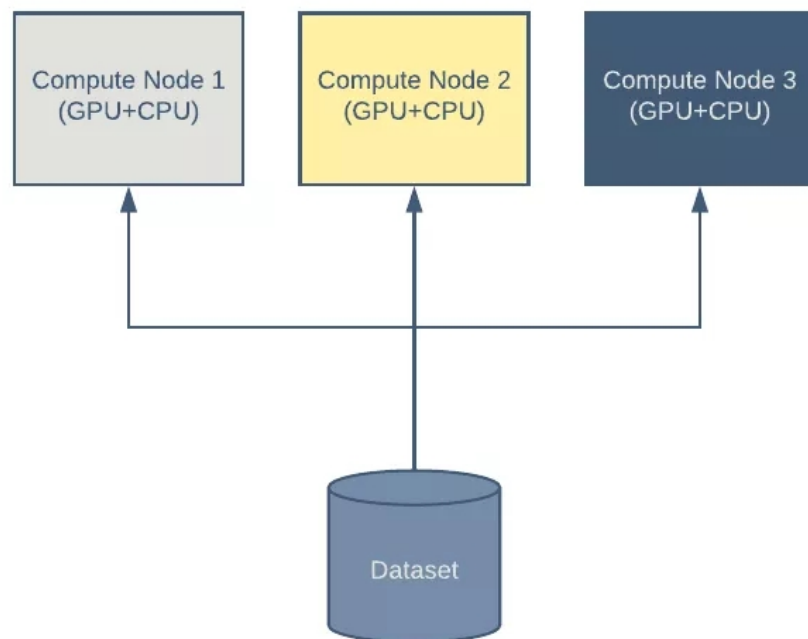 Compute Node 1
(GPU+CPU)
Compute Node 2
(GPU+CPU)
Compute Node 3
(GPU+CPU)
Dataset